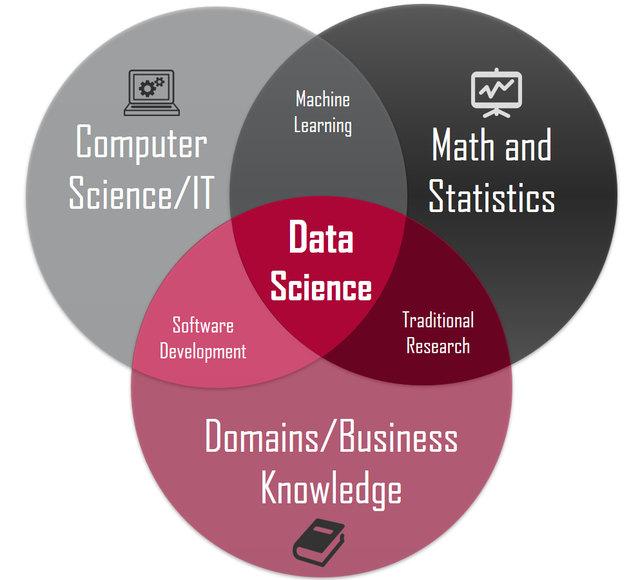 Machine
Learning
Computer
Science/IT
Math and
Statistics
Data
Science
Software
Development
Traditional
Research
Domains/Business
Knowledge